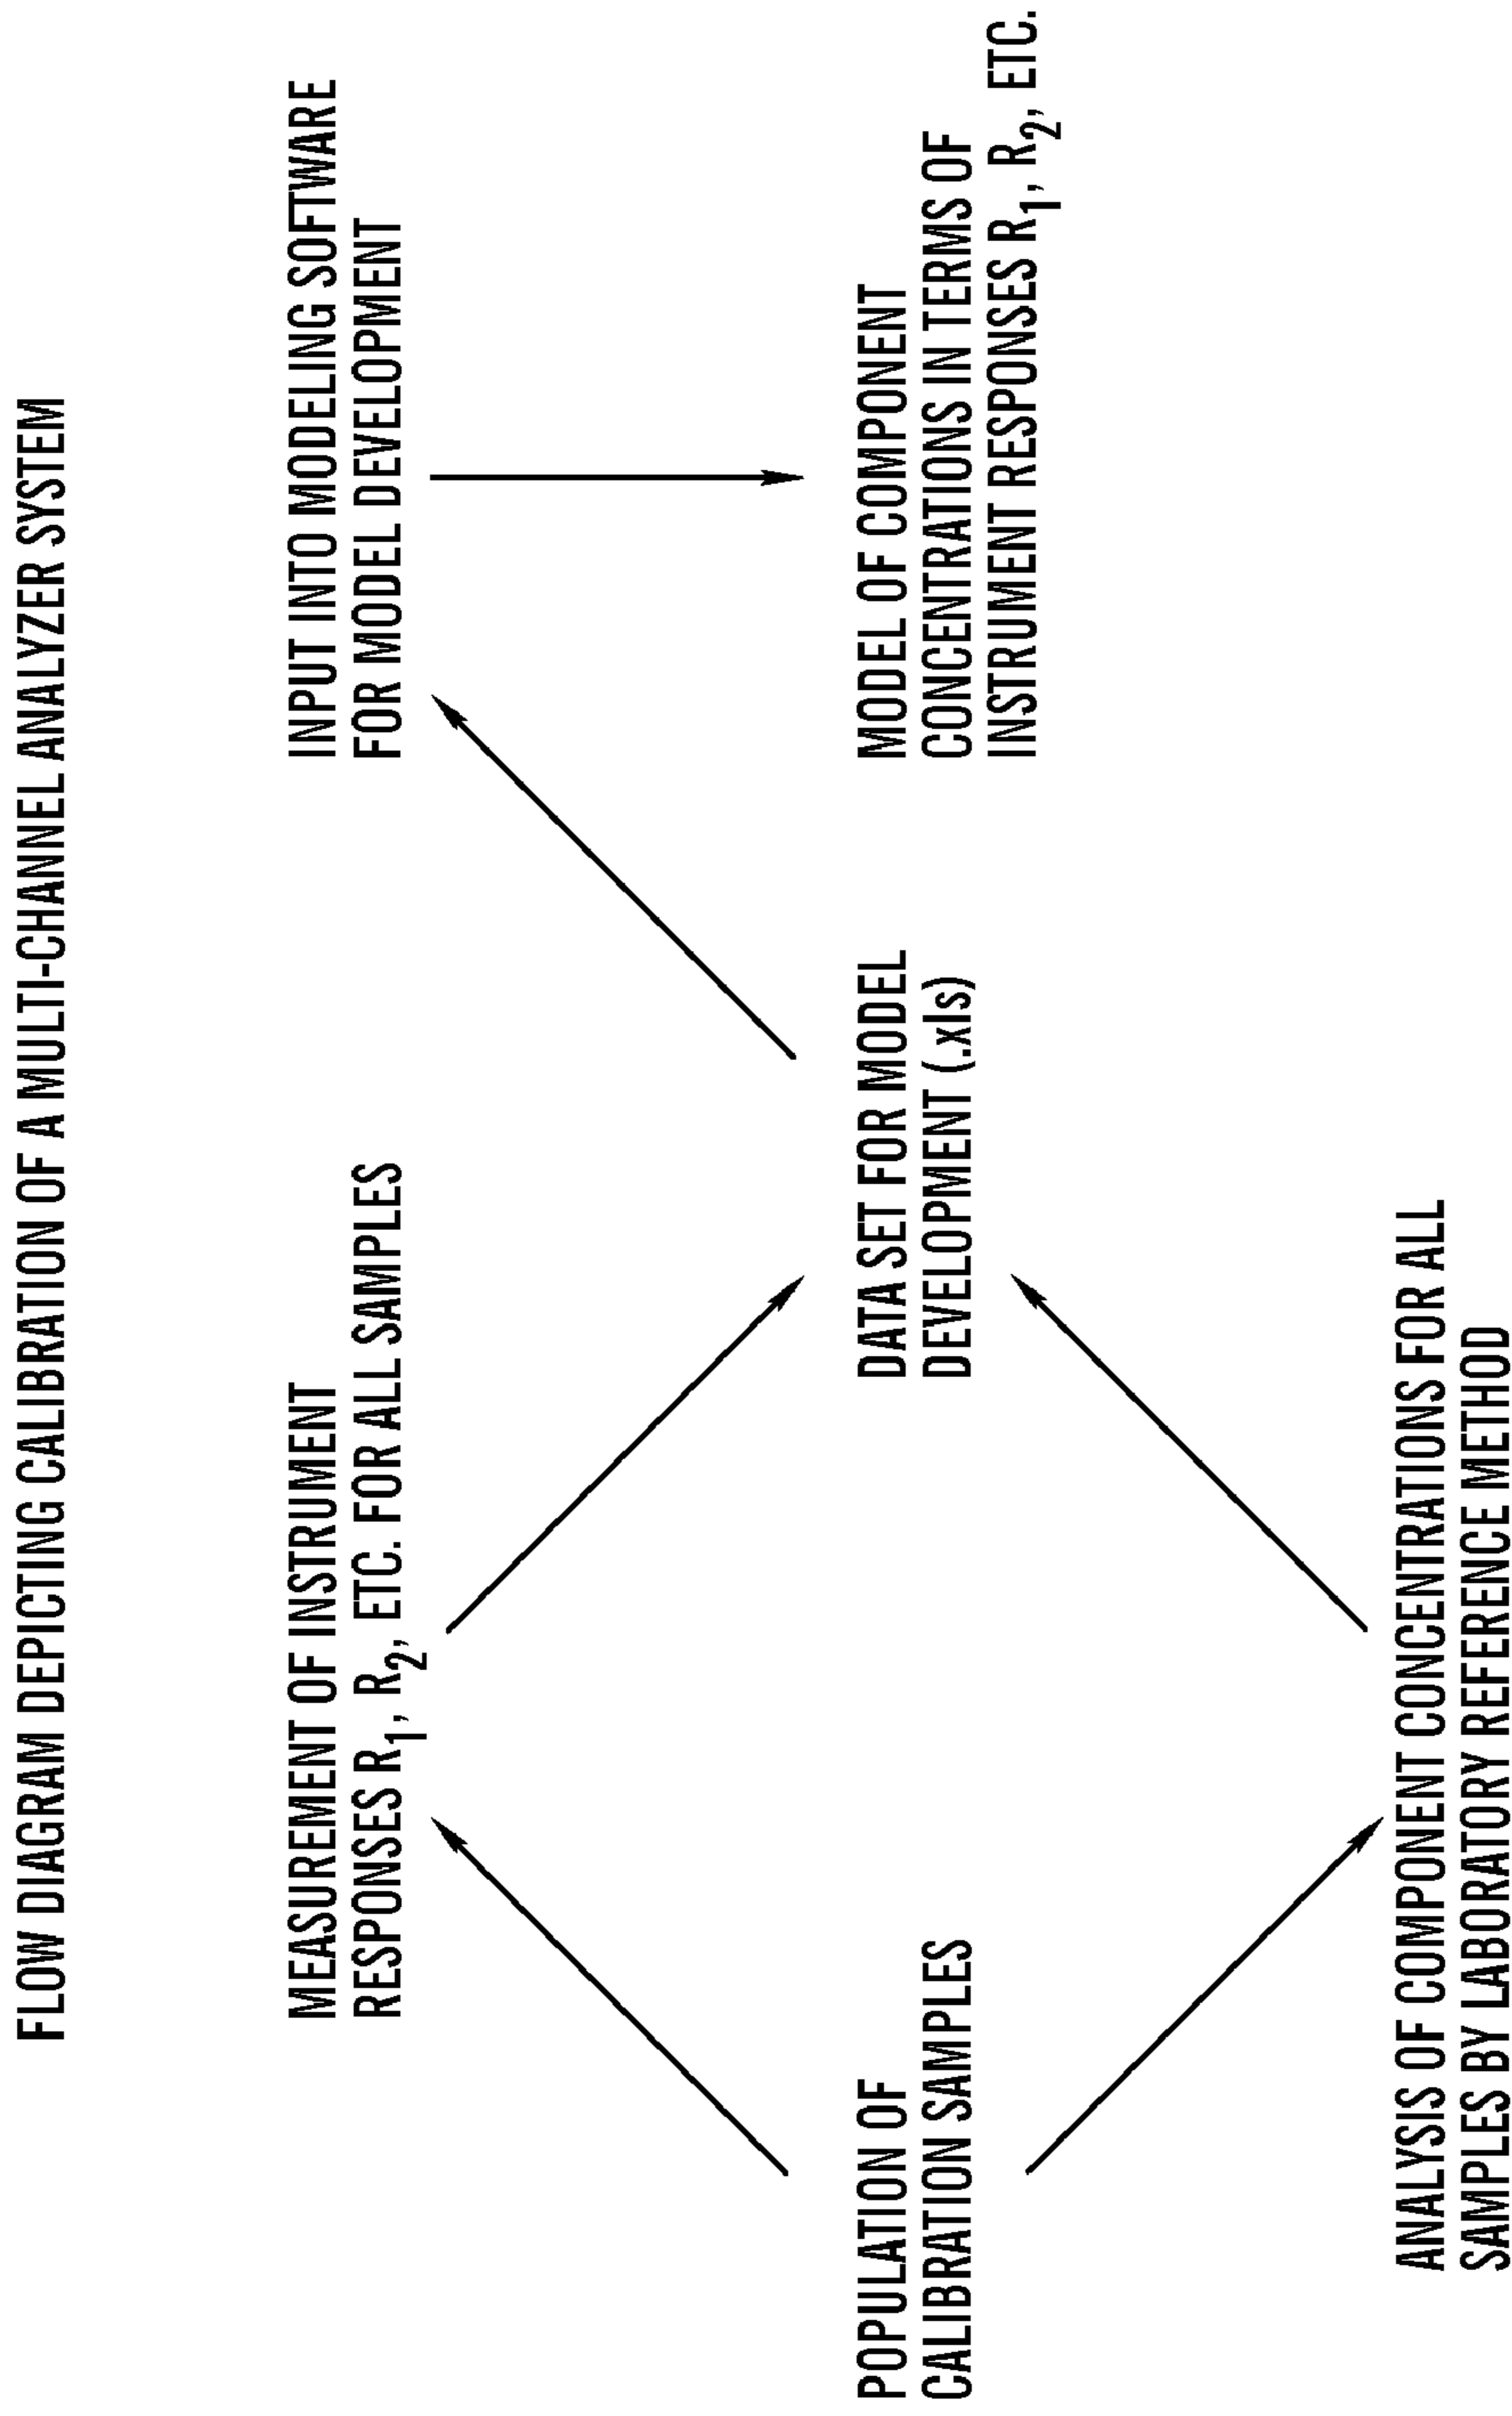 FLOW DIAGRAM DEPICTING CALIBRATION OF A MULTI-CHANNEL ANALYZER SYSTEM
MEASUREMENT OF INSTRUMENT
RESPONSES R1, R2, ETC. FOR ALL SAMPLES
INPUT INTO MODELING SOFTWARE
FOR MODEL DEVELOPMENT
POPULATION OF
CALIBRATION SAMPLES
DATA SET FOR MODEL
DEVELOPMENT (.xls)
MODEL OF COMPONENT
CONCENTRATIONS IN TERMS OF
INSTRUMENT RESPONSES R1, R2, ETC.
ANALYSIS OF COMPONENT CONCENTRATIONS FOR ALL
SAMPLES BY LABORATORY REFERENCE METHOD